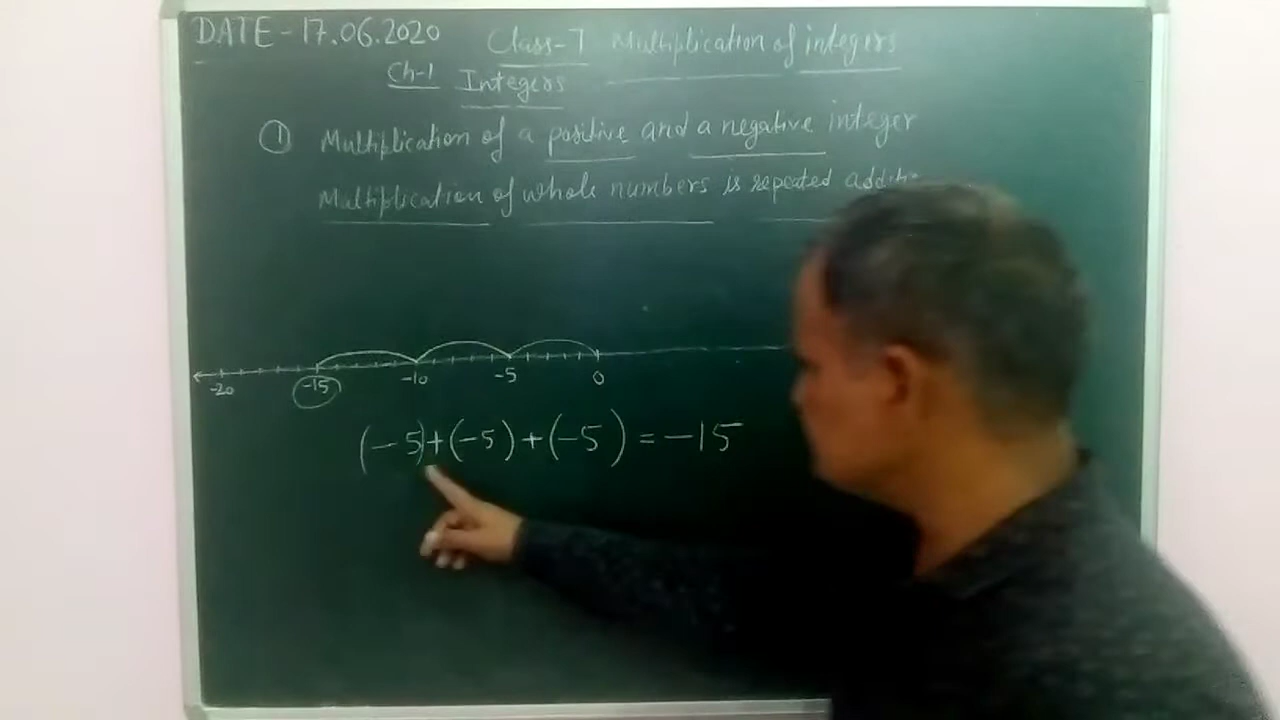 DATE - 17.06.2020
Class-7 Multiplication of integers
Ch-1 Integers
① Multiplication of a positive and a negative integer
Multiplication of whole numbers is repeated
-20 -15 -10 -5 0
(-5)+(-5)+(-5)=-15